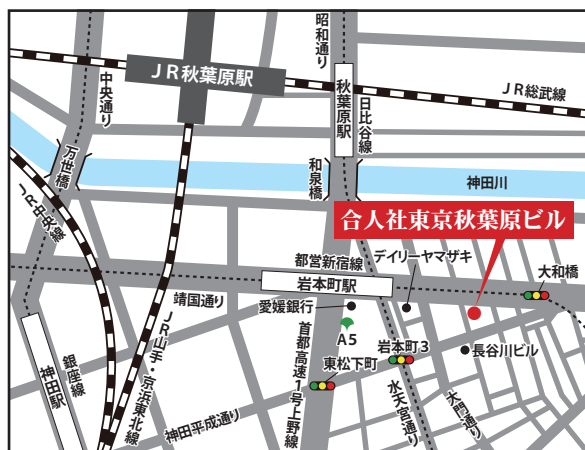 昭和通り
JR秋葉原駅
中央通り
秋葉原駅
日比谷線
JR総武線
万世橋
和泉橋
神田川
JR中央線
合人社東京秋葉原ビル
都営新宿線
デイリーヤマザキ
大和橋
岩本町駅
靖国通り
愛媛銀行
A5
岩本町3
長谷川ビル
東松下町
銀座線
神田駅
JR山手・京浜東北線
首都高速1号上野線
神田平成通り
水天宮通り
大門通り